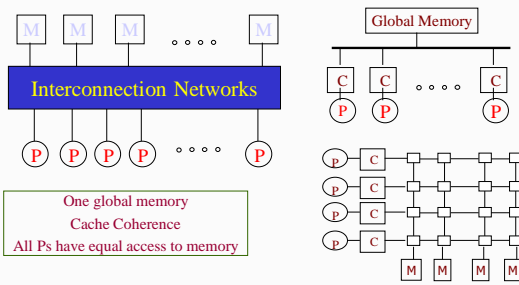 M M M M
Interconnection Networks
P P P P P
One global memory
Cache Coherence
All Ps have equal access to memory
Global Memory
C C C
P P P
P C
P C
P C
P C
M M M M